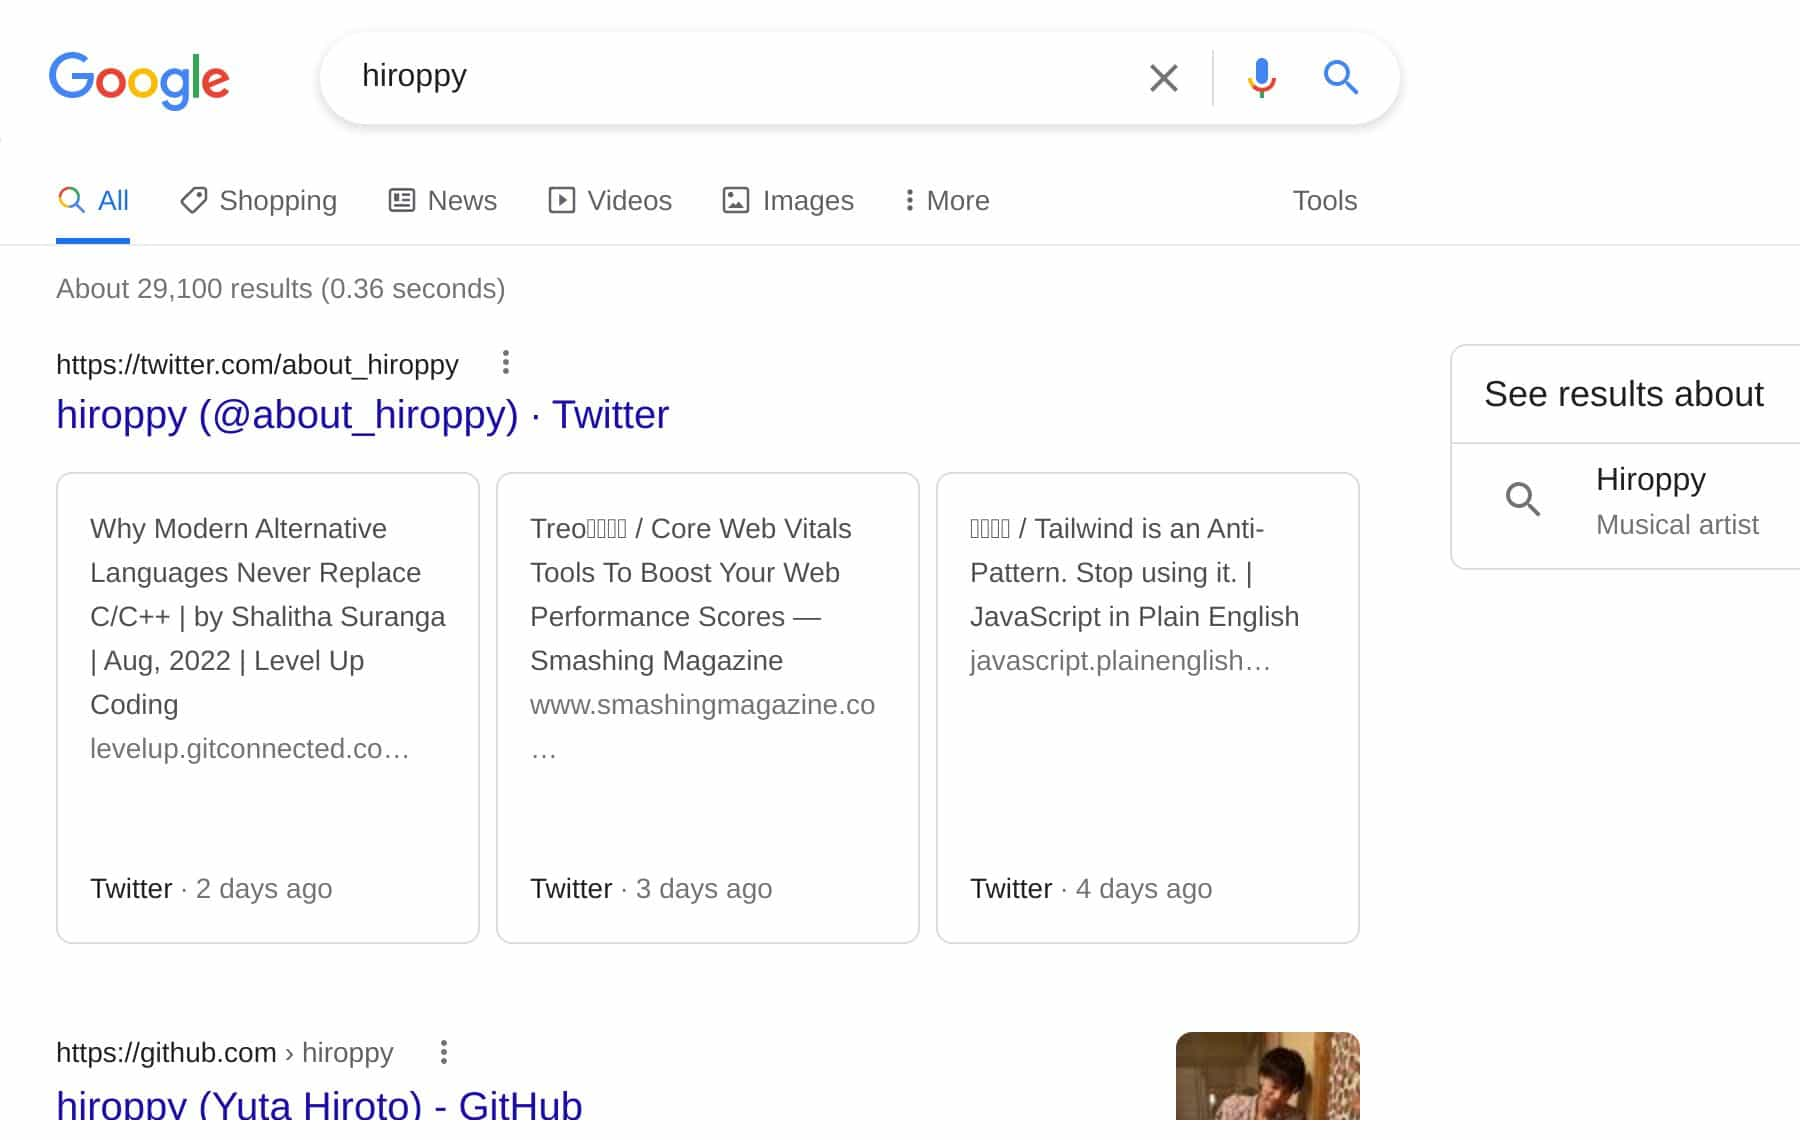 Google
hiroppy
All
Shopping
News
Videos
Images
More
Tools
About 29,100 results (0.36 seconds)
https://twitter.com/about_hiroppy
hiroppy (@about_hiroppy) · Twitter
Why Modern Alternative
Languages Never Replace
C/C++ | by Shalitha Suranga
| Aug, 2022 | Level Up
Coding
levelup.gitconnected.co…
Twitter · 2 days ago
Treo / Core Web Vitals
Tools To Boost Your Web
Performance Scores —
Smashing Magazine
www.smashingmagazine.co
…
Twitter · 3 days ago
/ Tailwind is an Anti-
Pattern. Stop using it. |
JavaScript in Plain English
javascript.plainenglish…
Twitter · 4 days ago
See results about
Hiroppy
Musical artist
https://github.com › hiroppy
hiroppy (Yuta Hiroto) - GitHub